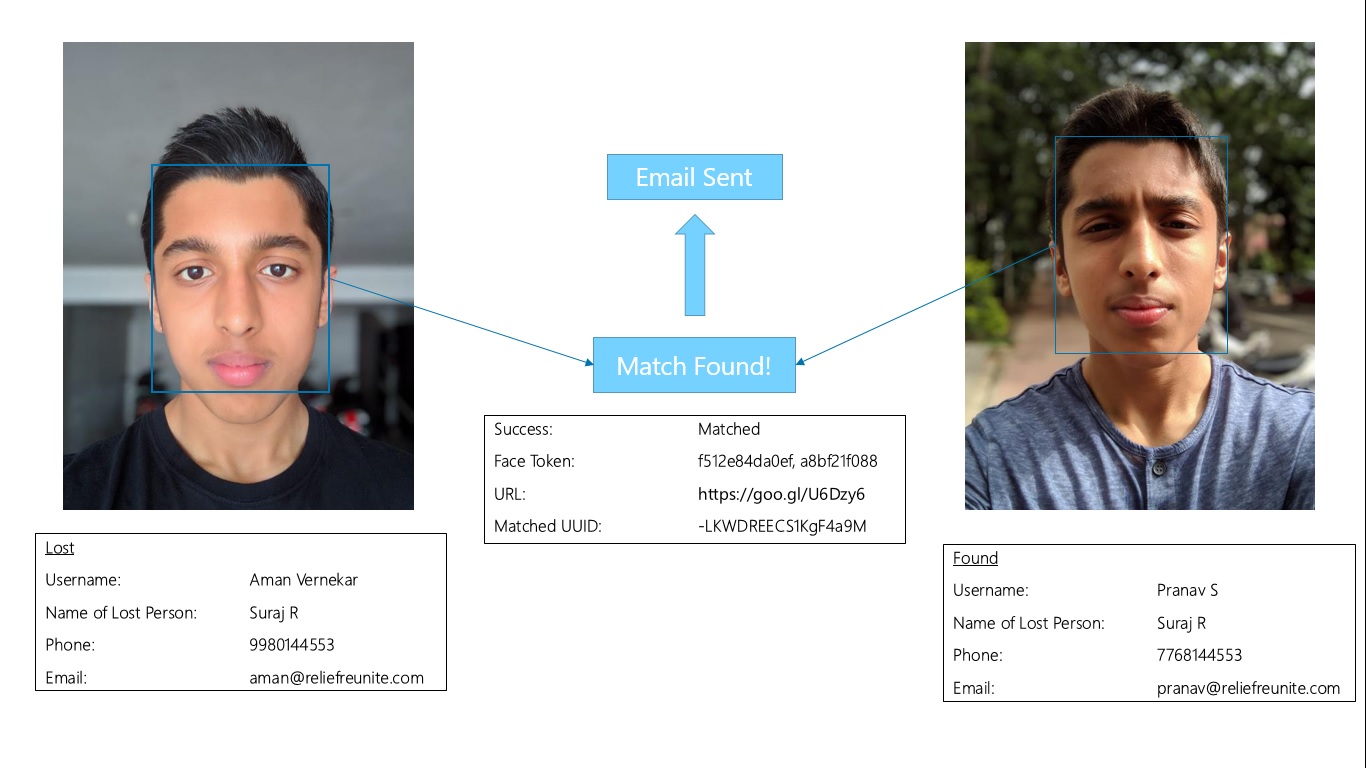 Email Sent
Match Found!
Success: Matched
Face Token: f512e84da0ef, a8bf21f088
URL: https://goo.gl/U6Dzy6
Matched UUID: -LKWDREECS1KgF4a9M
Lost
Username: Aman Vernekar
Name of Lost Person: Suraj R
Phone: 9980144553
Email: aman@reliefreunite.com
Found
Username: Pranav S
Name of Lost Person: Suraj R
Phone: 7768144553
Email: pranav@reliefreunite.com